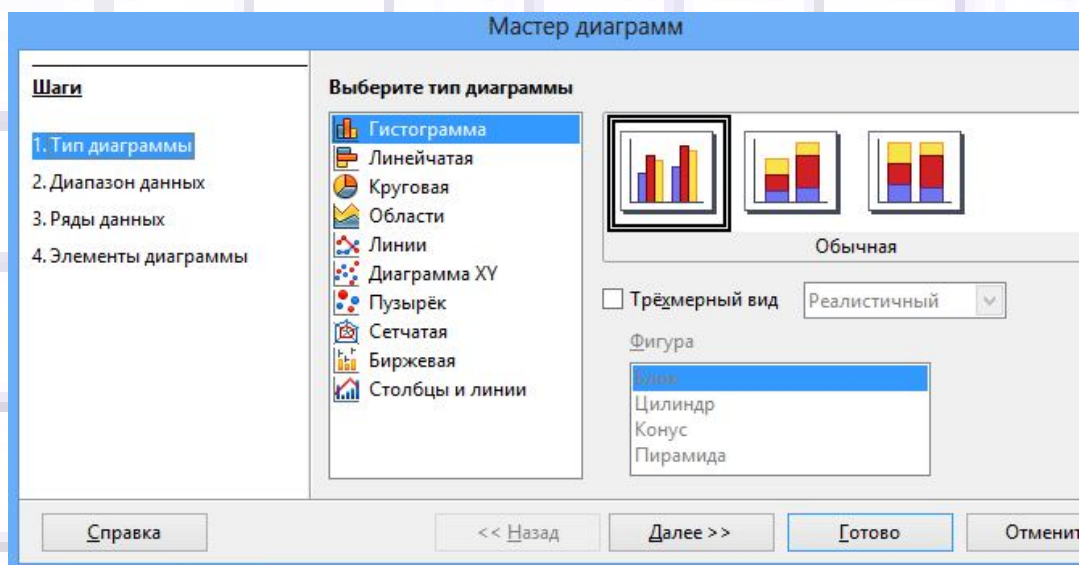 Мастер диаграмм
Шаги
1. Тип диаграммы
2. Диапазон данных
3. Ряды данных
4. Элементы диаграммы
Выберите тип диаграммы
Гистограмма
Линейчатая
Круговая
Области
Линии
Диаграмма XY
Пузырёк
Сетчатая
Биржевая
Столбцы и линии
Обычная
Трёхмерный вид Реалистичный
Фигура
Блок
Цилиндр
Конус
Пирамида
Справка << Назад Далее >> Готово Отменит